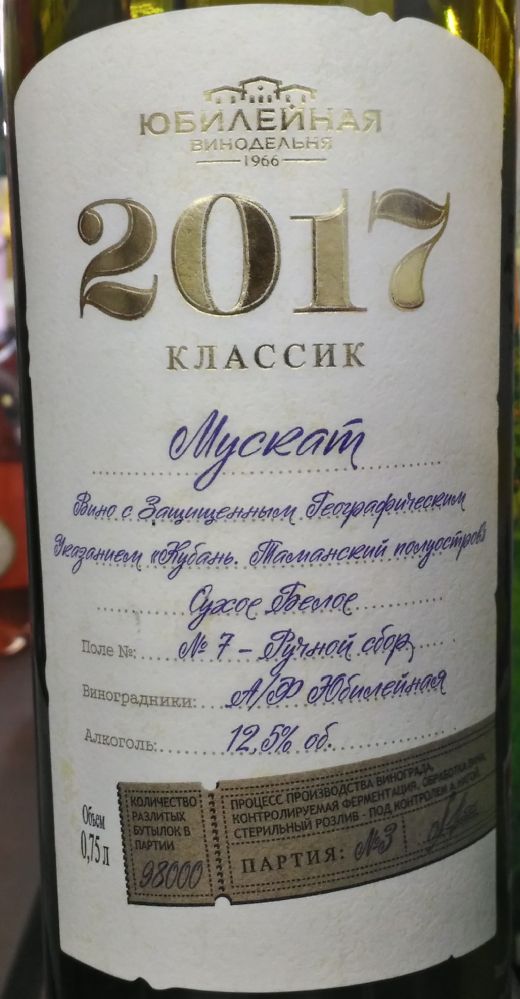 ЮБИЛЕЙНАЯ
ВИНОДЕЛЬНЯ
1966
2017
КЛАССИК
Мускат
Вино с Защищенным Географическим
Указанием «Кубань. Таманский полуостров»
Сухое Белое
Поле №: № 7 - Ручной сбор
Виноградники: А/Ф Юбилейная
Алкоголь: 12,5% об.
Объем
0,75 л
КОЛИЧЕСТВО
РАЗЛИТЫХ
БУТЫЛОК В
ПАРТИИ
98000
ПРОЦЕСС ПРОИЗВОДСТВА ВИНОГРАДА,
КОНТРОЛИРУЕМАЯ ФЕРМЕНТАЦИЯ, ОБРАБОТКА ВИНА,
СТЕРИЛЬНЫЙ РОЗЛИВ - ПОД КОНТРОЛЕМ
ПАРТИЯ: №3